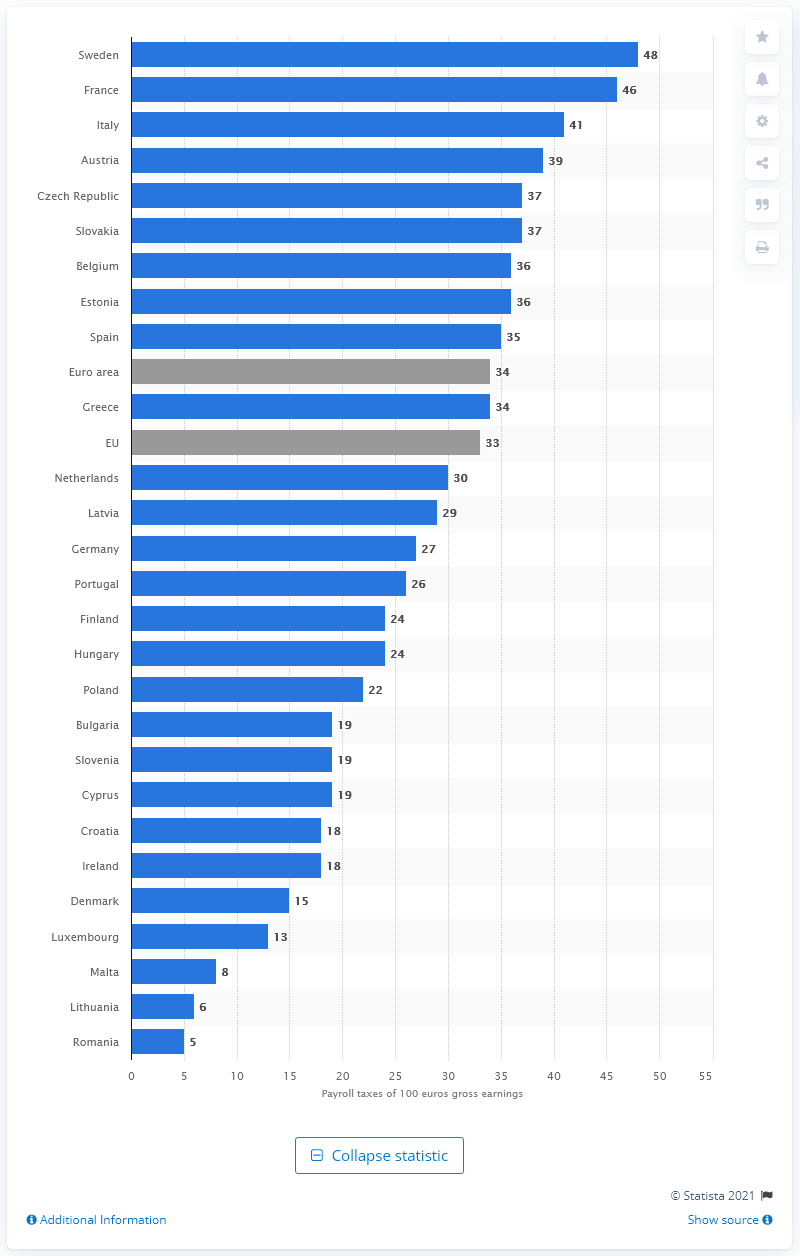 Sweden 48
France 46
Italy 41
Austria 39
Czech Republic 37
Slovakia 37
Belgium 36
Estonia 36
Spain 35
Euro area 34
Greece 34
EU 33
Netherlands 30
Latvia 29
Germany 27
Portugal 26
Finland 24
Hungary 24
Poland 22
Bulgaria 19
Slovenia 19
Cyprus 19
Croatia 18
Ireland 18
Denmark 15
Luxembourg 13
Malta 8
Lithuania 6
Romania 5
0 5 10 15 20 25 30 35 40 45 50 55
Payroll taxes of 100 euros gross earnings
Collapse statistic
© Statista 2021
Additional Information Show source